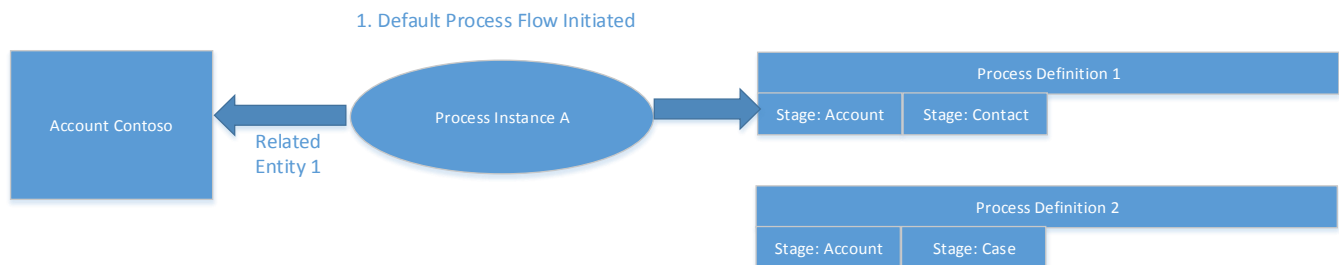 1. Default Process Flow Initiated
Account Contoso
Related
Entity 1
Process Instance A
Process Definition 1
Stage: Account
Stage: Contact
Process Definition 2
Stage: Account
Stage: Case